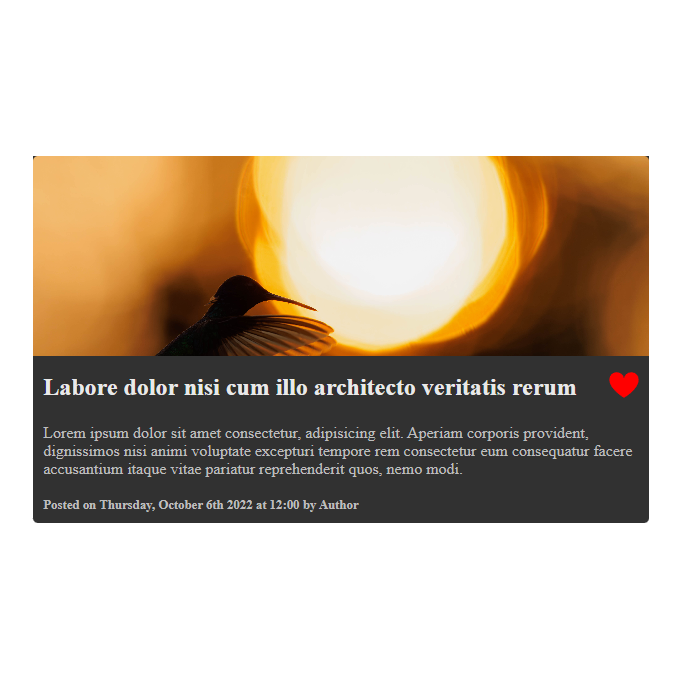 Labore dolor nisi cum illo architecto veritatis rerum
Lorem ipsum dolor sit amet consectetur, adipisicing elit. Aperiam corporis provident,
dignissimos nisi animi voluptate excepturi tempore rem consectetur eum consequatur facere
accusantium itaque vitae pariatur reprehenderit quos, nemo modi.
Posted on Thursday, October 6th 2022 at 12:00 by Author